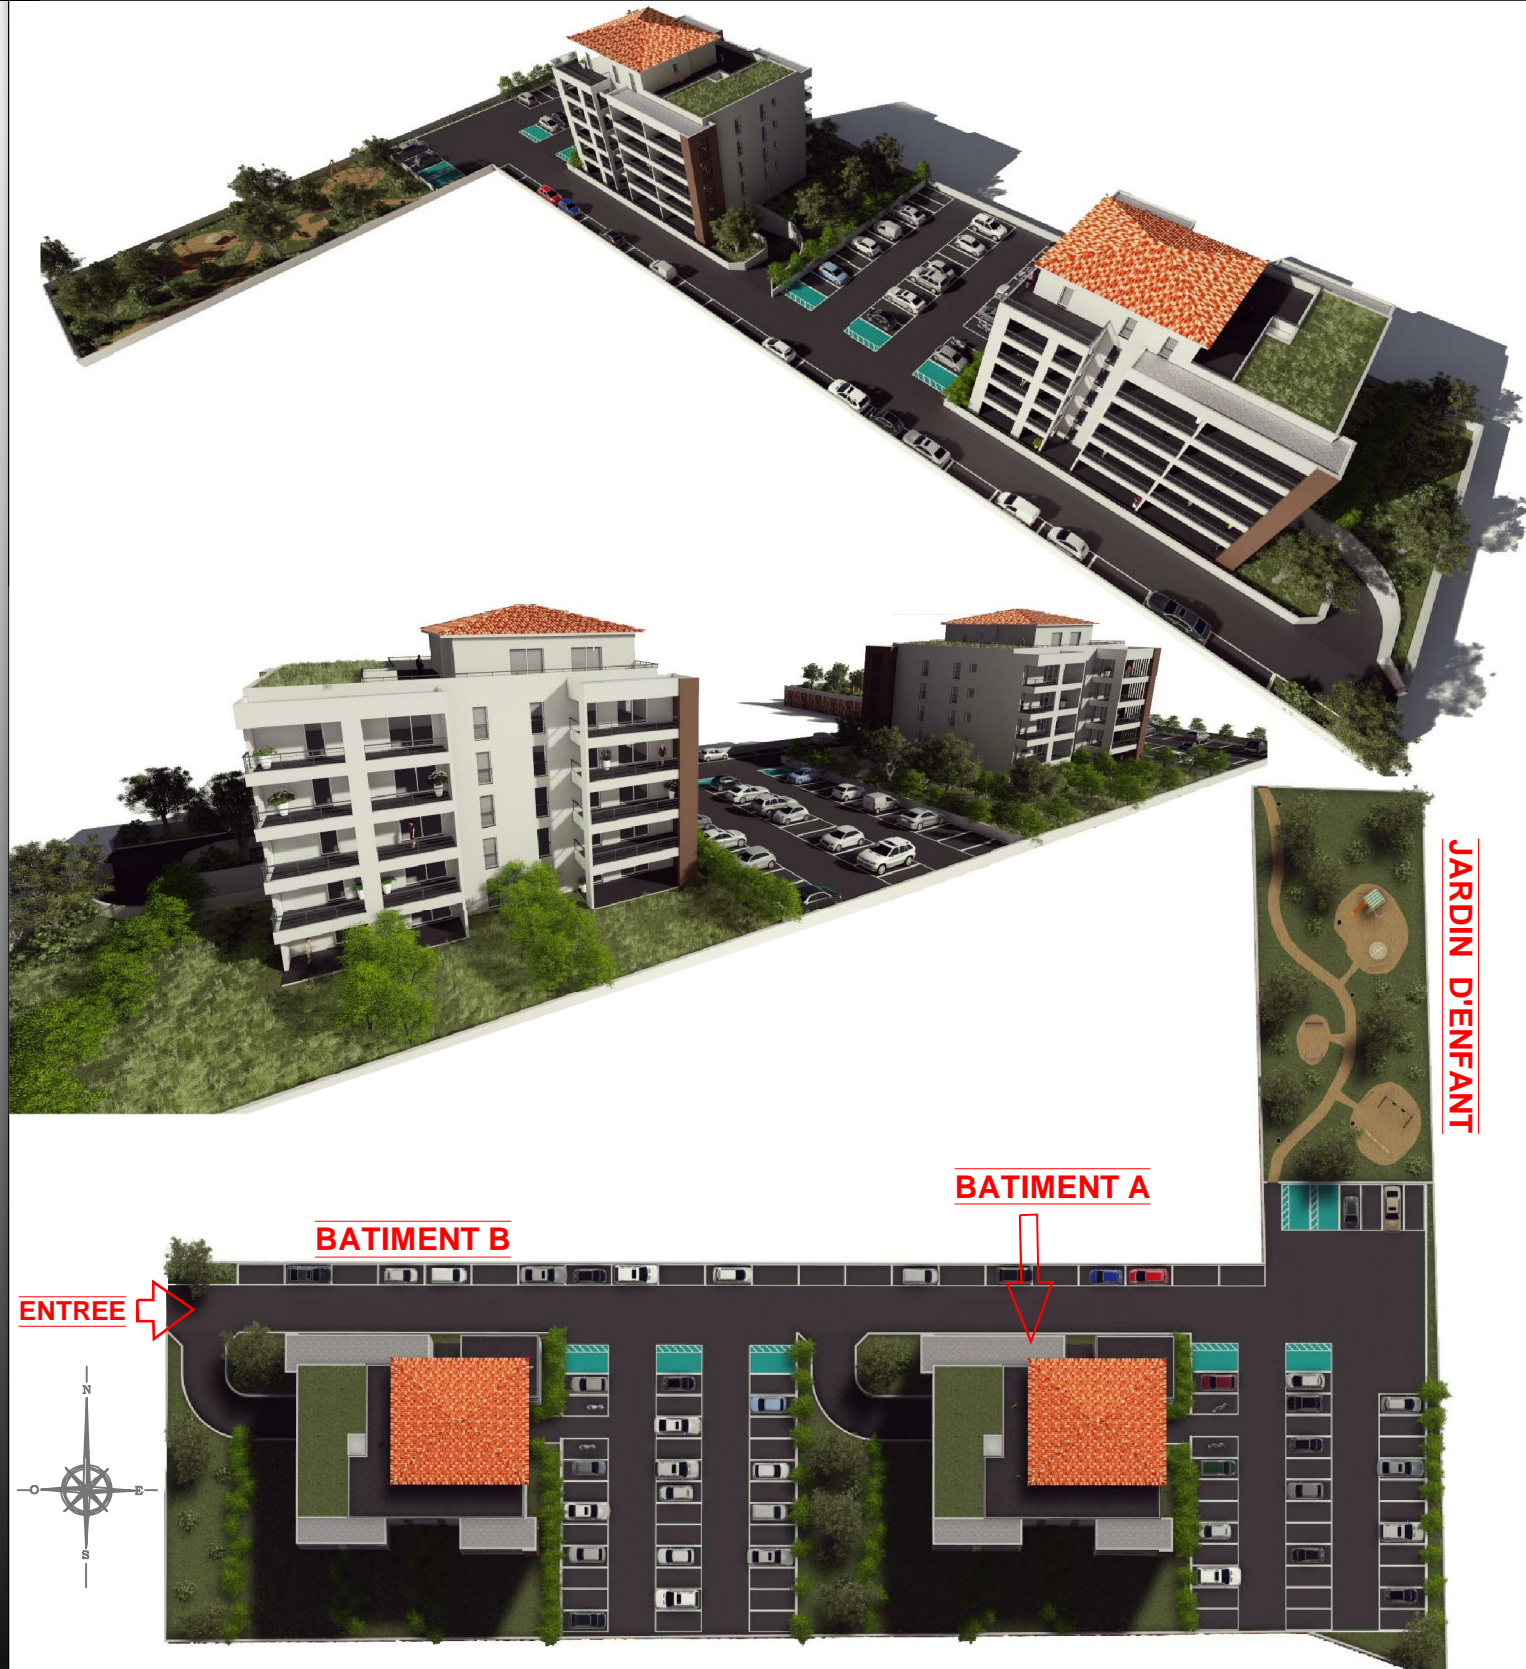 JARDIN D'ENFANT
BATIMENT A
BATIMENT B
ENTREE
N
O
E
S